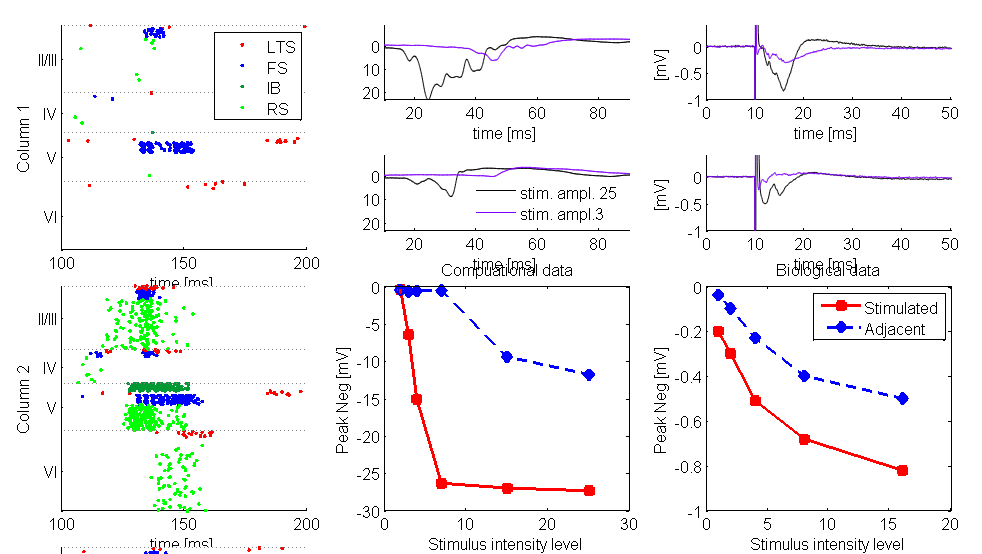 LTS
FS
IB
RS
II/III
IV
V
VI
Column 1
100 150 200
time [ms]
0
10
20
20 40 60 80
time [ms]
0
10
20
stim. ampl. 25
stim. ampl.3
20 40 60 80
time [ms]
[mV]
0
-0.5
-1
0 10 20 30 40 50
time [ms]
[mV]
0
-0.5
-1
0 10 20 30 40 50
time [ms]
II/III
IV
V
VI
Column 2
100 150 200
time [ms]
Compuational data
Peak Neg [mV]
0
-5
-10
-15
-20
-25
-30
0 10 20 30
Stimulus intensity level
Biological data
Stimulated
Adjacent
Peak Neg [mV]
0
-0.2
-0.4
-0.6
-0.8
-1
0 5 10 15 20
Stimulus intensity level